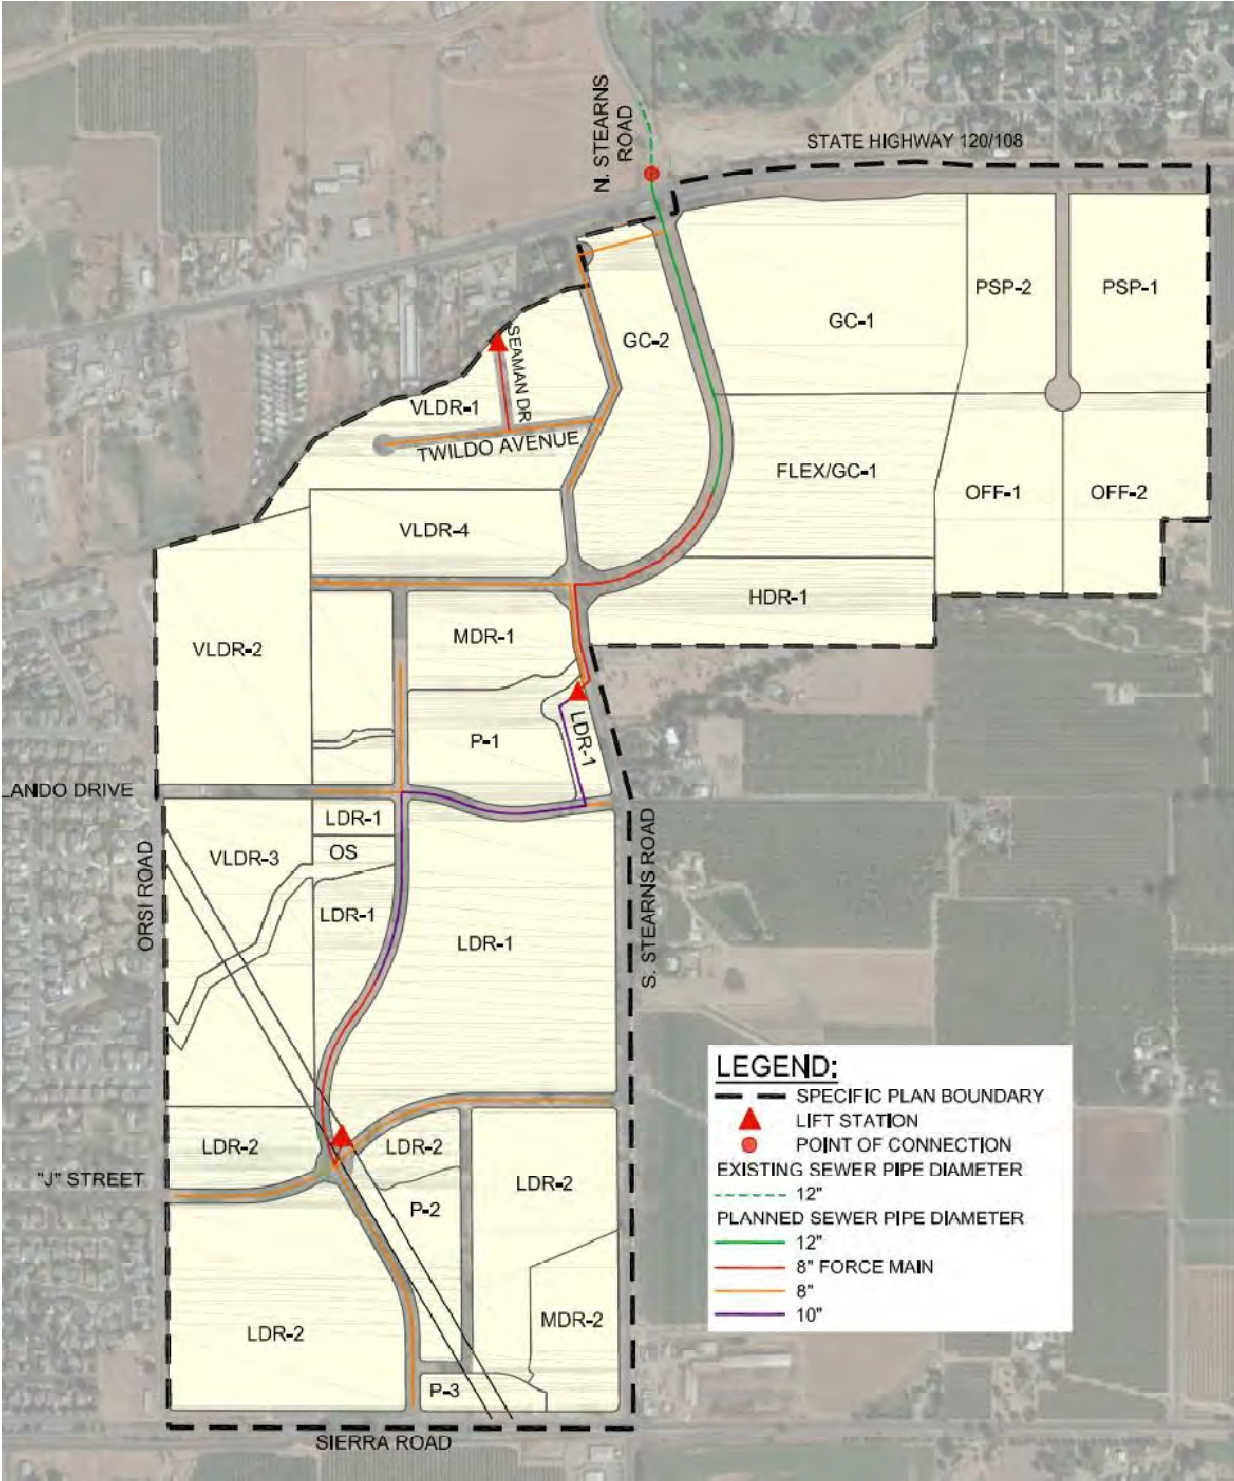 N. STEARNS
ROAD
STATE HIGHWAY 120/108
PSP-2
PSP-1
GC-1
GC-2
SEAMAN DR
VLDR-1
TWILDO AVENUE
FLEX/GC-1
OFF-1
OFF-2
VLDR-4
HDR-1
MDR-1
VLDR-2
LDR-1
P-1
LANDO DRIVE
LDR-1
OS
VLDR-3
ORSI ROAD
LDR-1
LDR-1
S. STEARNS ROAD
LEGEND:
SPECIFIC PLAN BOUNDARY
LIFT STATION
POINT OF CONNECTION
EXISTING SEWER PIPE DIAMETER
12"
PLANNED SEWER PIPE DIAMETER
12"
8" FORCE MAIN
8"
10"
LDR-2
LDR-2
"J" STREET
LDR-2
P-2
LDR-2
MDR-2
P-3
SIERRA ROAD